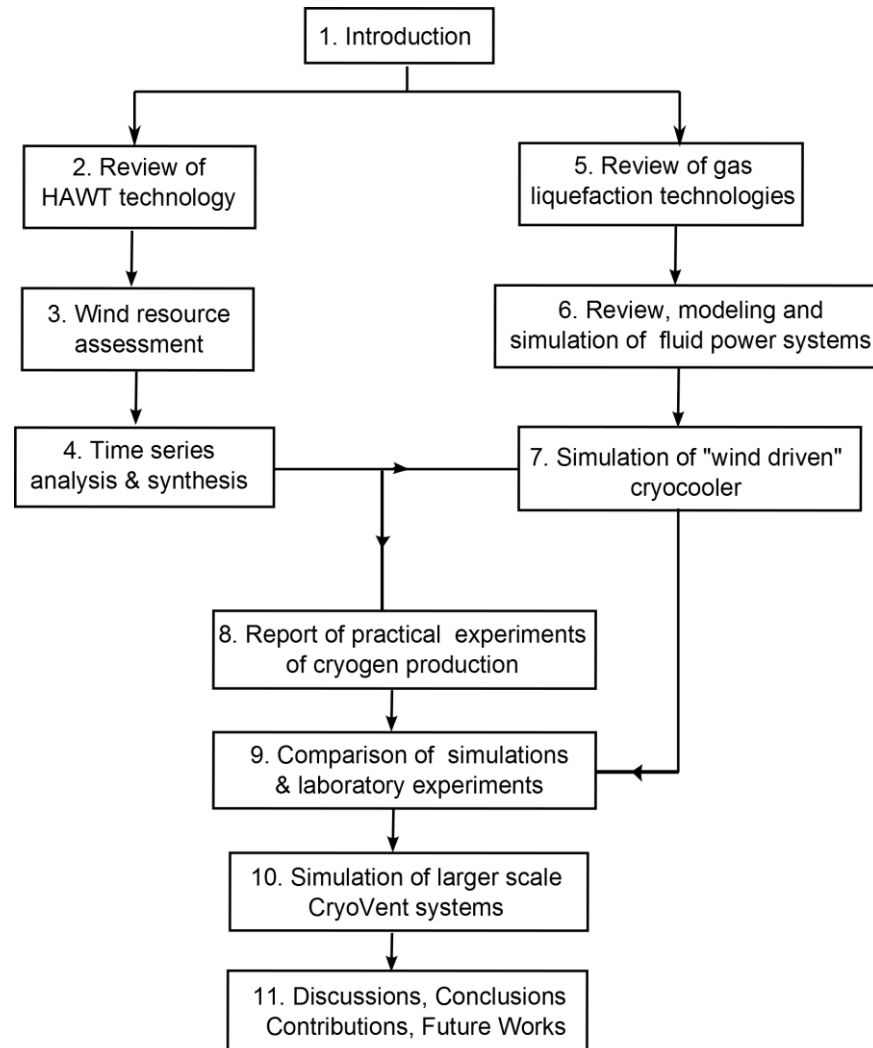 1. Introduction
2. Review of
HAWT technology
5. Review of gas
liquefaction technologies
3. Wind resource
assessment
6. Review, modeling and
simulation of fluid power systems
4. Time series
analysis & synthesis
7. Simulation of "wind driven"
cryocooler
8. Report of practical experiments
of cryogen production
9. Comparison of simulations
& laboratory experiments
10. Simulation of larger scale
CryoVent systems
11. Discussions, Conclusions
Contributions, Future Works